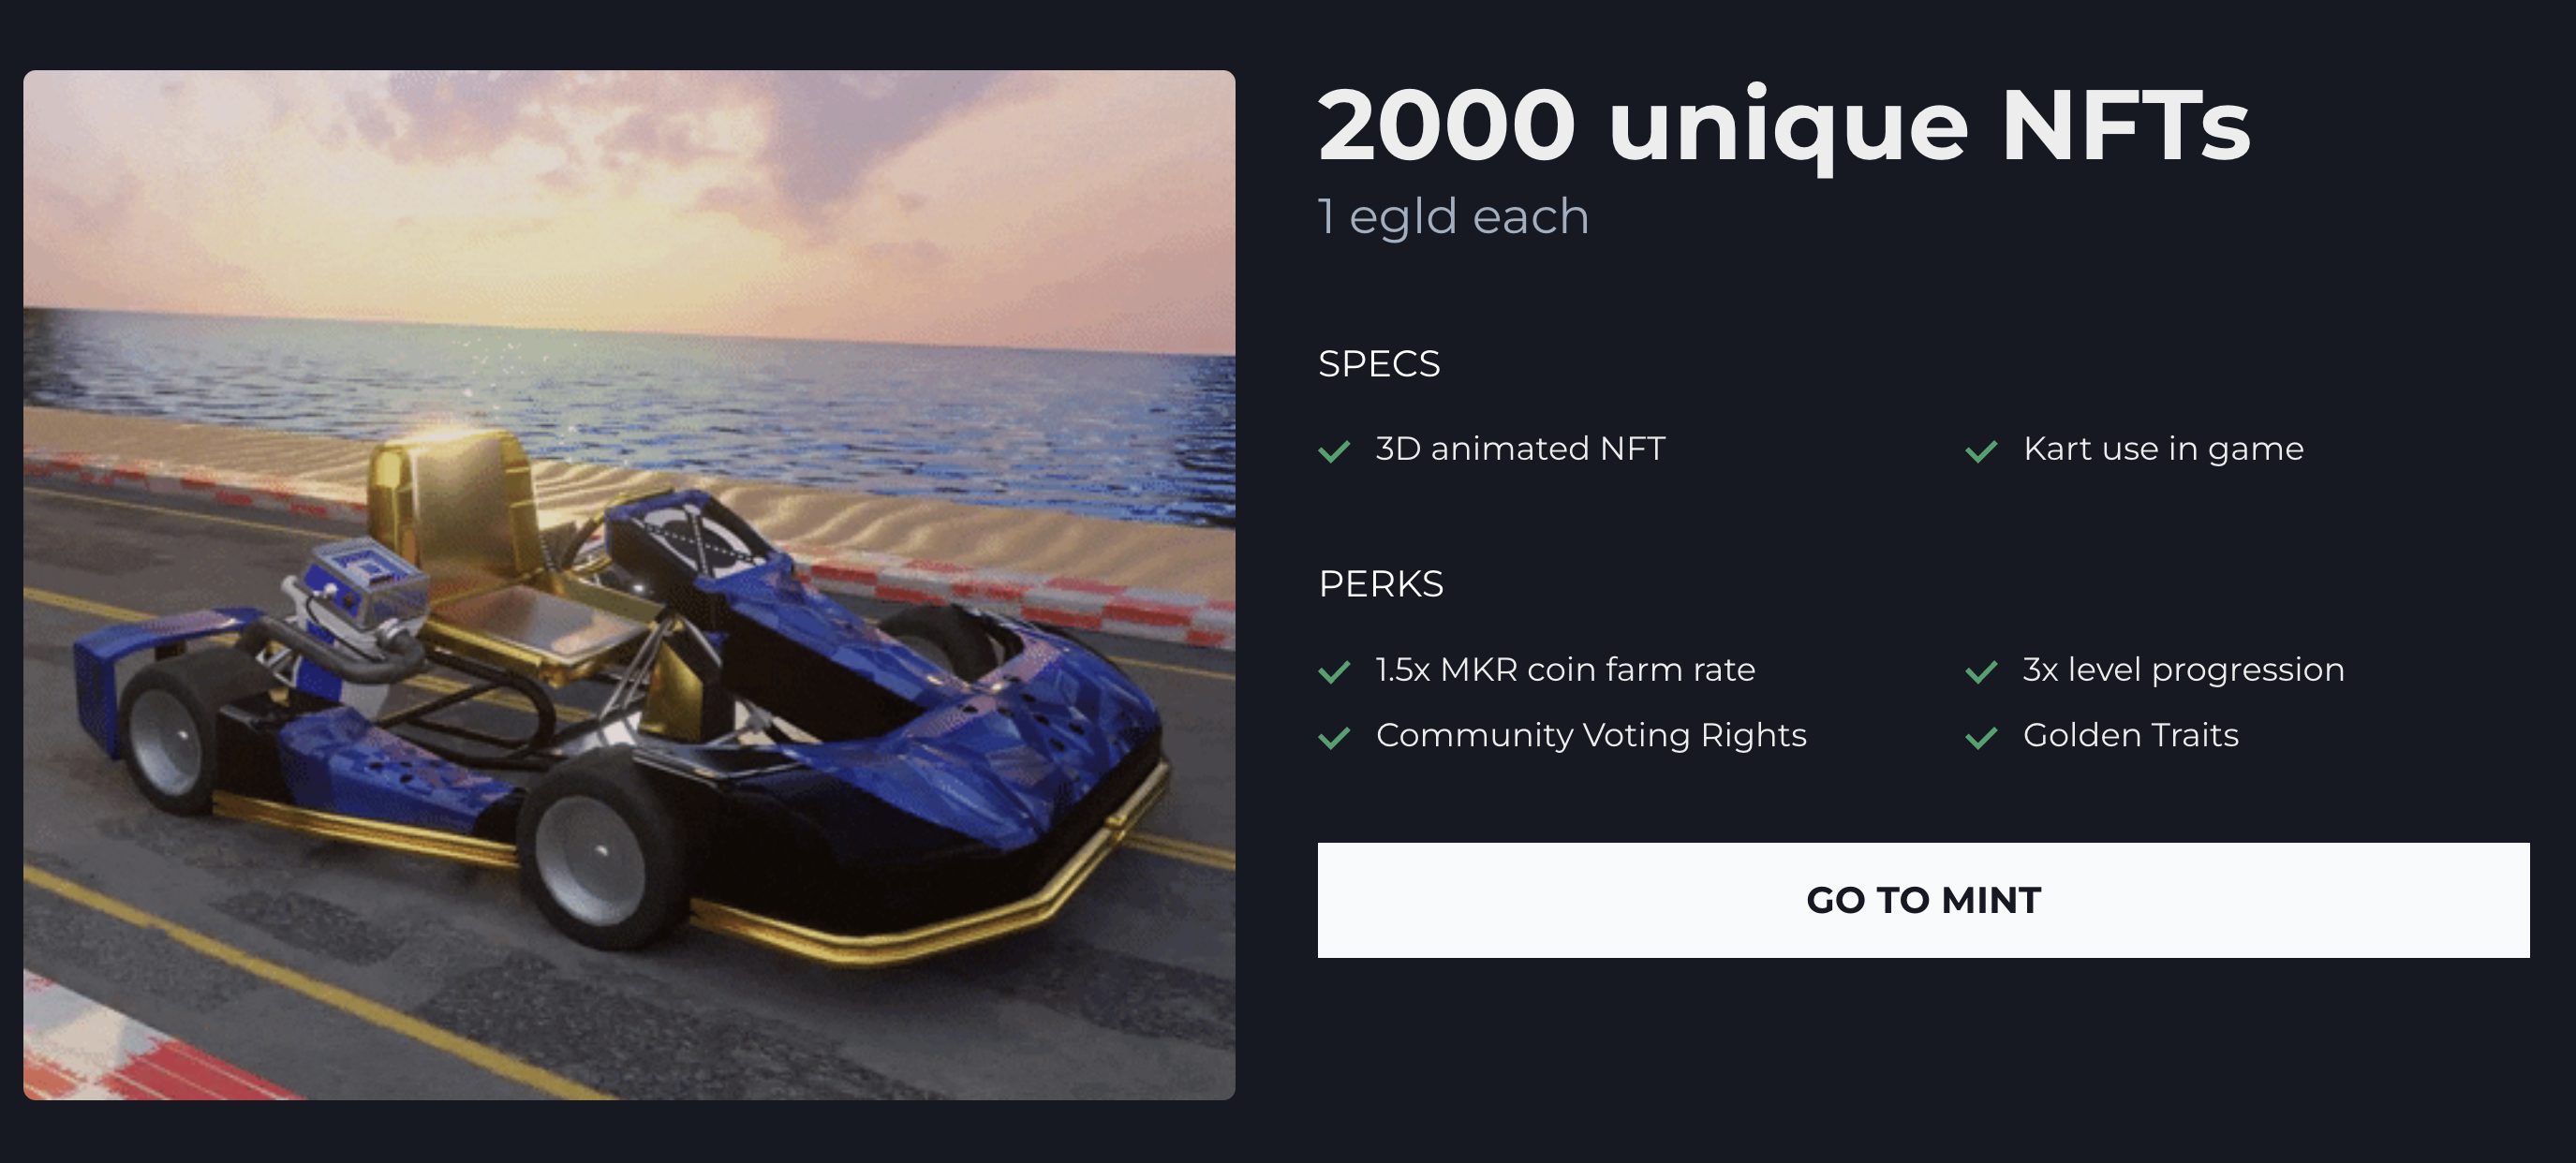 2000 unique NFTs
1 egld each
SPECS
3D animated NFT
Kart use in game
PERKS
1.5x MKR coin farm rate
3x level progression
Community Voting Rights
Golden Traits
GO TO MINT